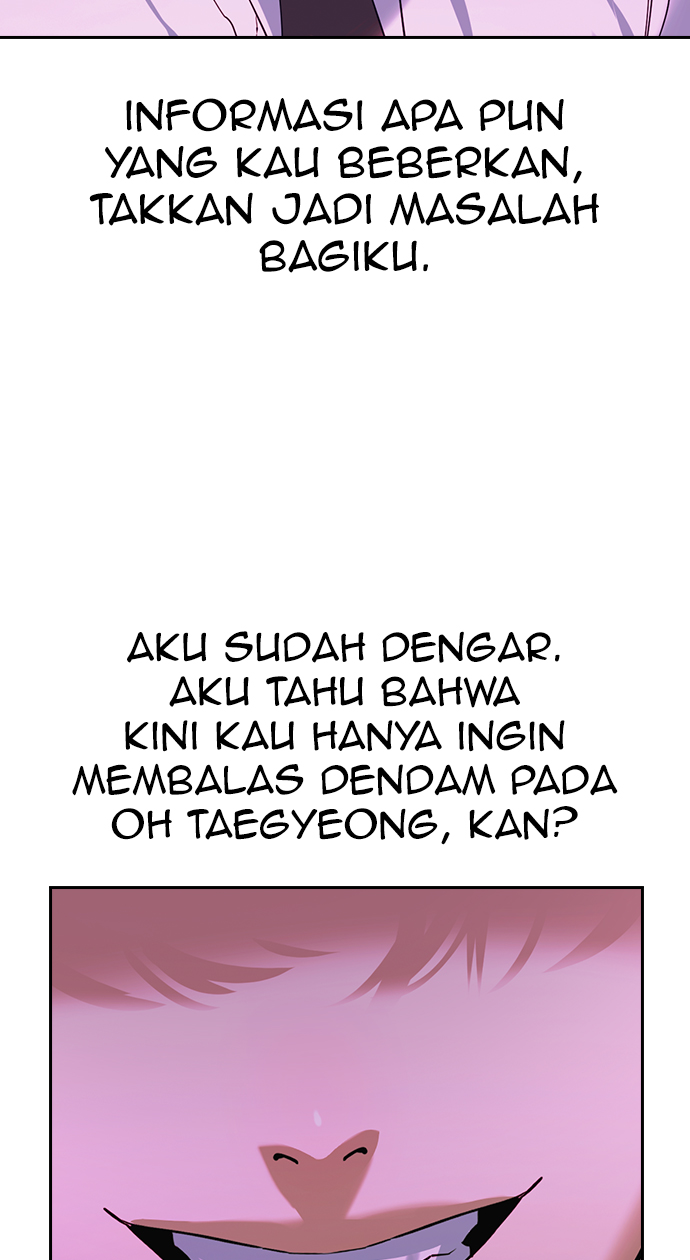 INFORMASI APA PUN
YANG KAU BEBERKAN,
TAKKAN JADI MASALAH
BAGIKU.
AKU SUDAH DENGAR.
AKU TAHU BAHWA
KINI KAU HANYA INGIN
MEMBALAS DENDAM PADA
OH TAEGYEONG, KAN?